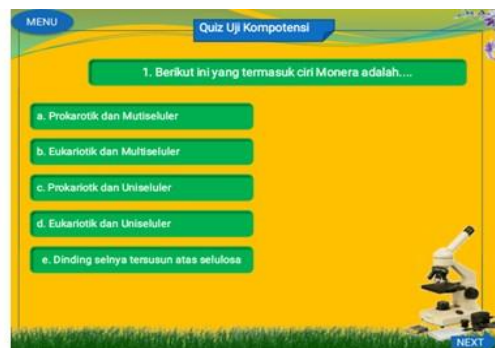 MENU
Quiz Uji Kompetensi
1. Berikut ini yang termasuk ciri Monera adalah....
a. Prokarotik dan Mutiseluler
b. Eukariotik dan Multiseluler
c. Prokariotk dan Uniseluler
d. Eukariotik dan Uniseluler
e. Dinding selnya tersusun atas selulosa
NEXT